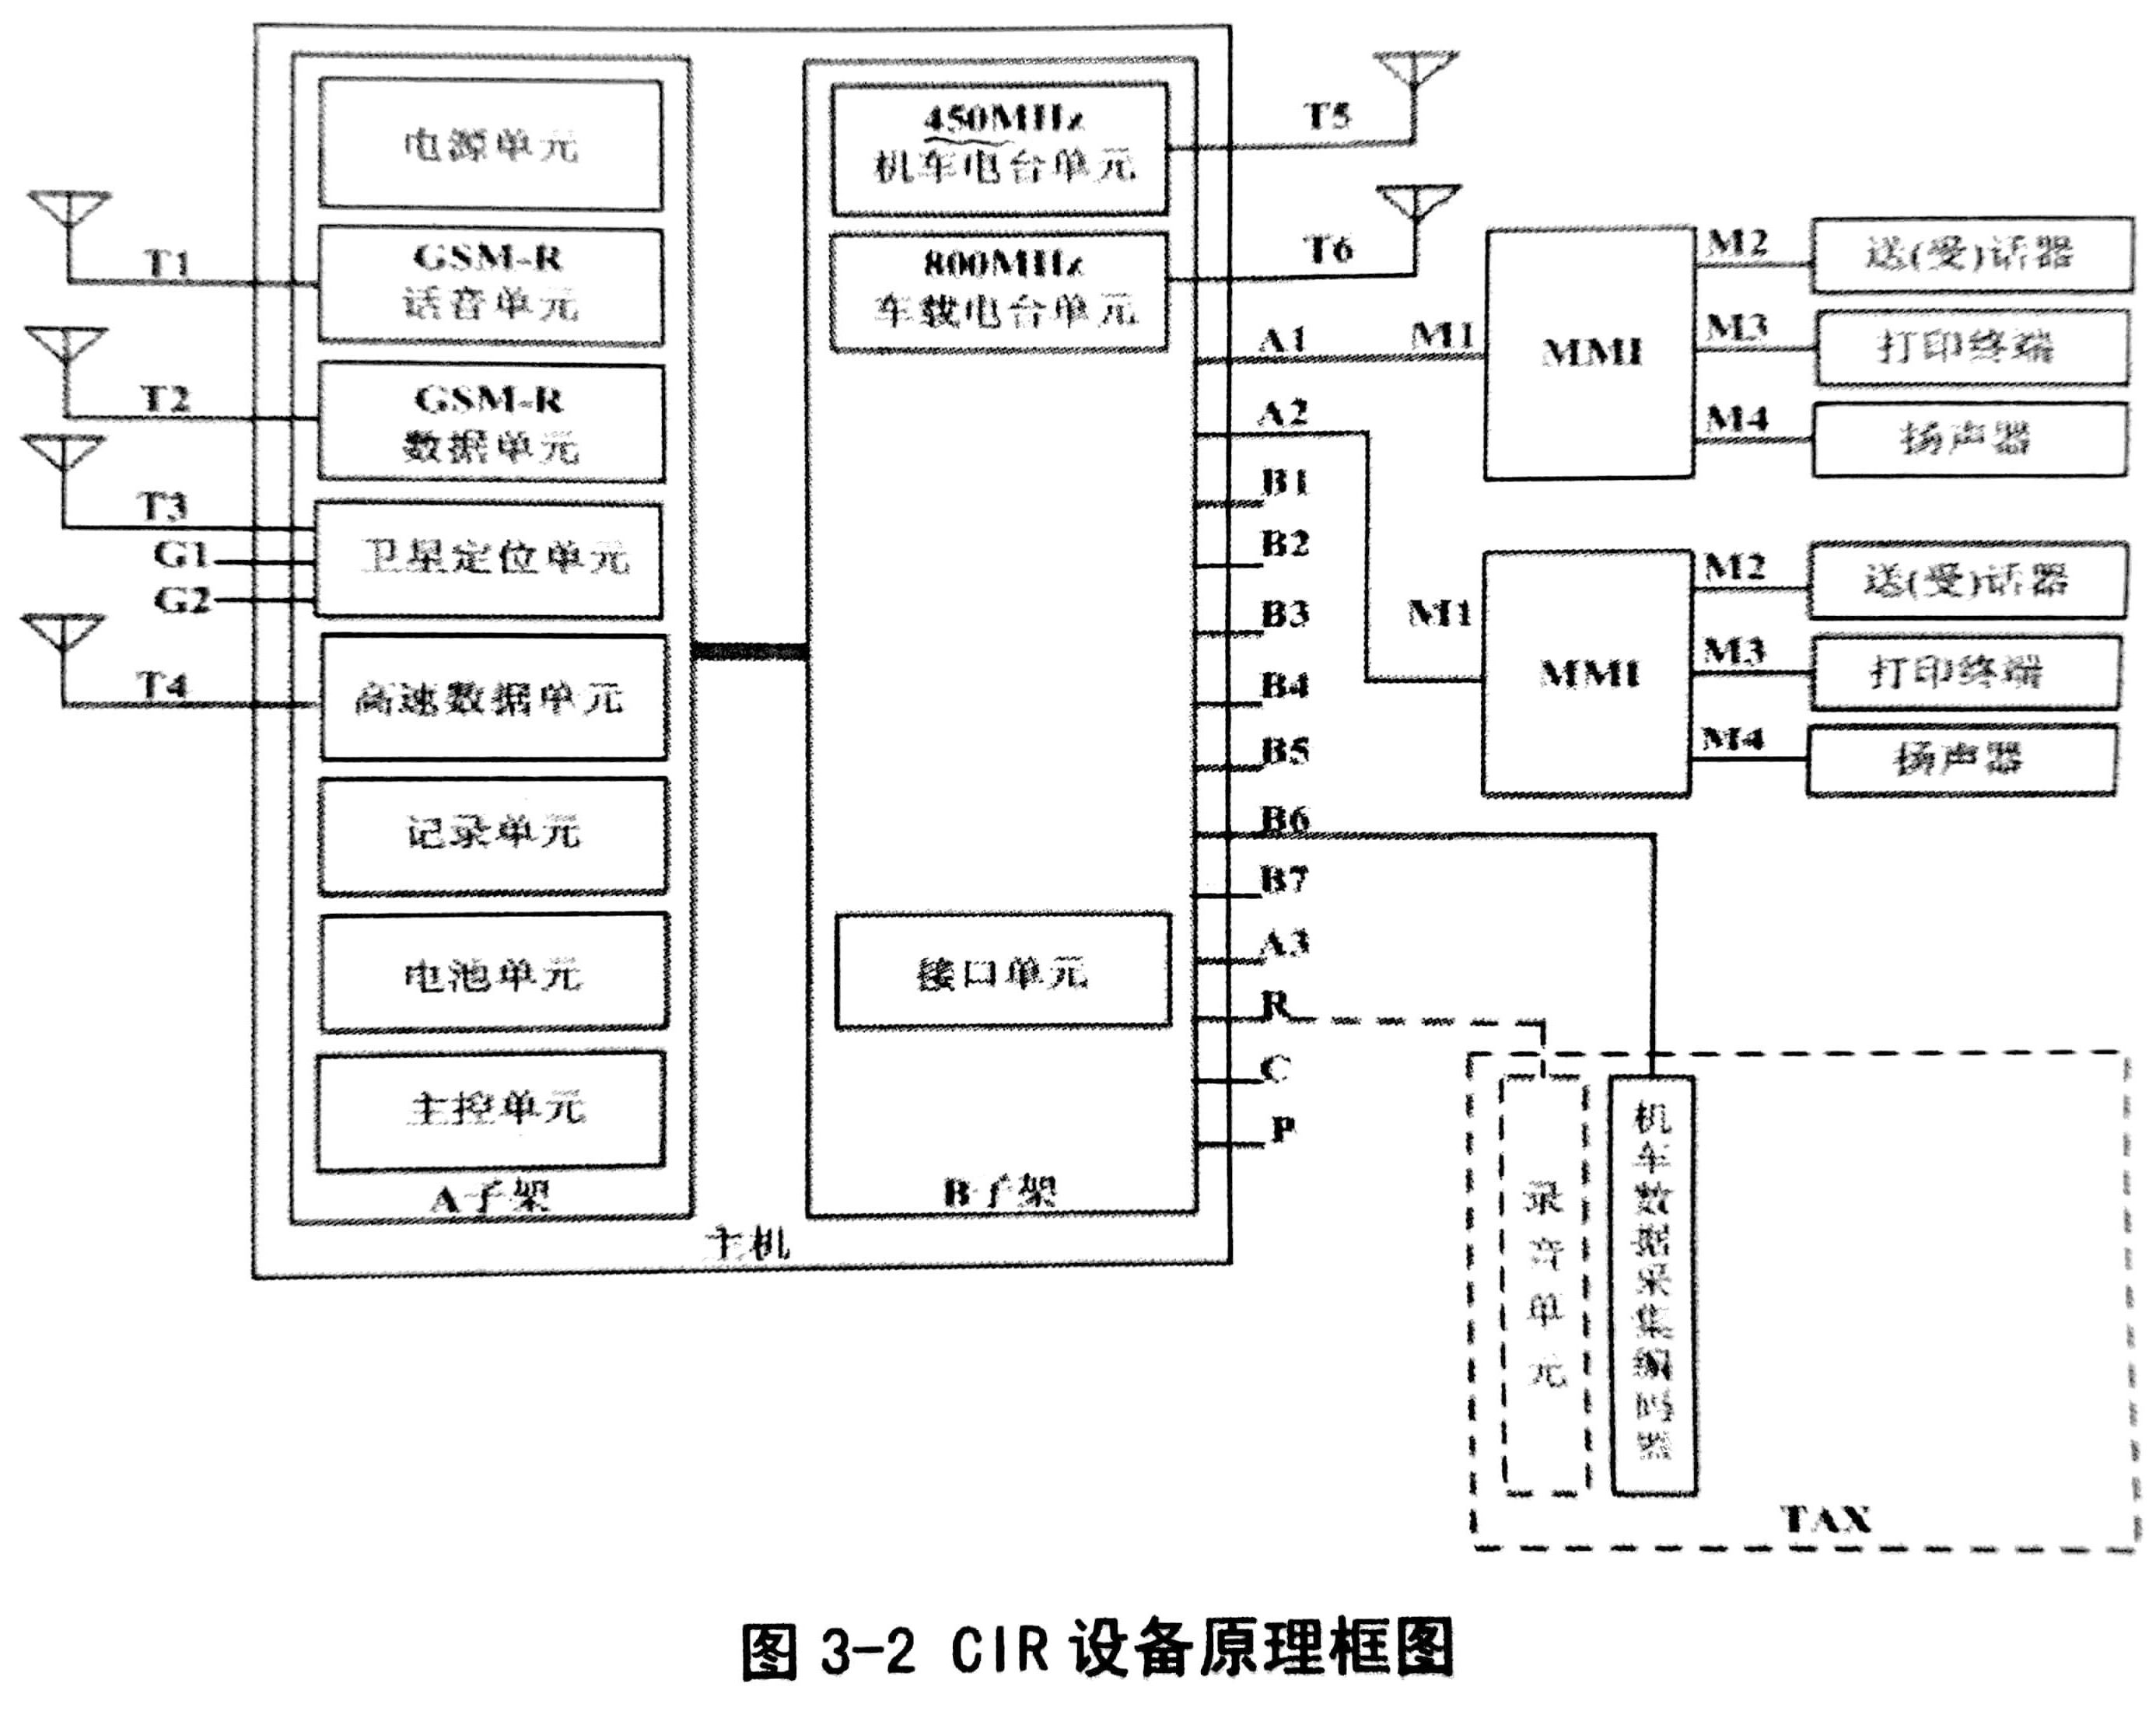 电源单元
T1
GSM-R
话音单元
T2
GSM-R
数据单元
T3
G1
G2
卫星定位单元
T4
高速数据单元
记录单元
电池单元
主控单元
A子架
450MHz
机车电台单元
T5
800MHz
车载电台单元
T6
接口单元
B子架
主机
A1
A2
B1
B2
B3
B4
B5
B6
B7
A3
R
C
P
M1
MMI
M2
送(受)话器
M3
打印终端
M4
扬声器
M1
MMI
M2
送(受)话器
M3
打印终端
M4
扬声器
录音单元
机车数据采集编码器
TAX
图 3-2 CIR 设备原理框图